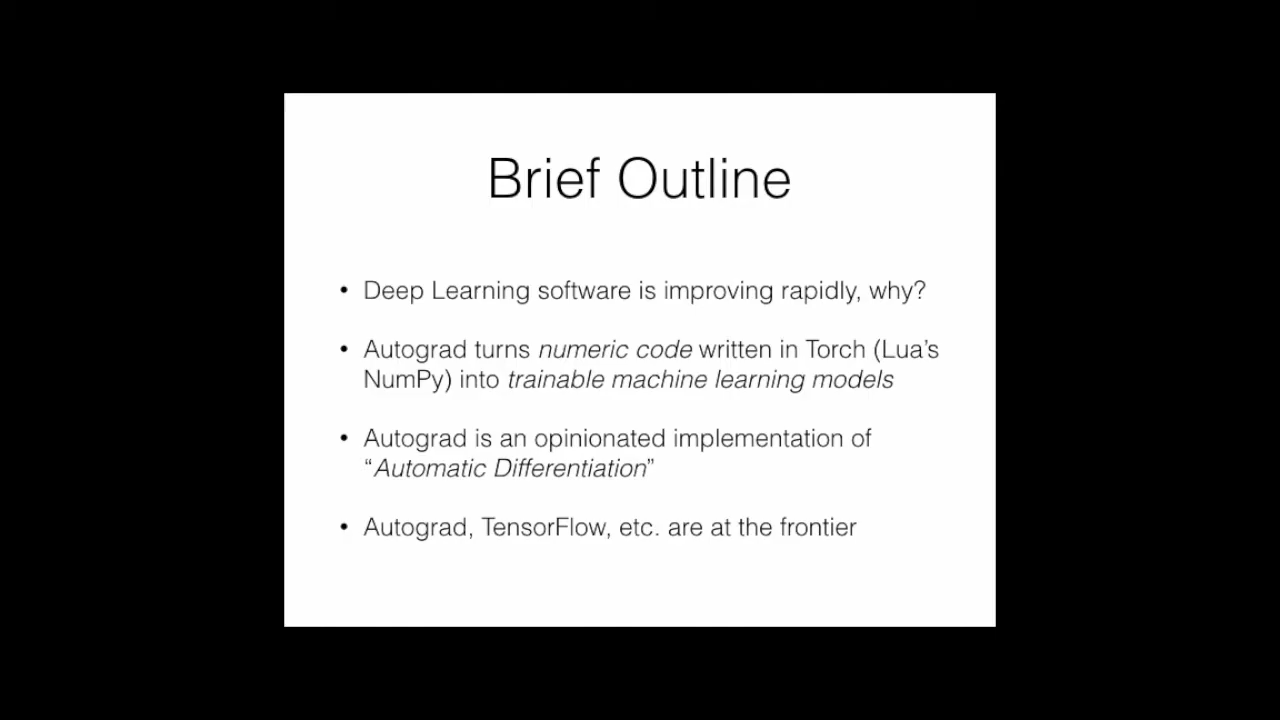 Brief Outline
• Deep Learning software is improving rapidly, why?
• Autograd turns numeric code written in Torch (Lua’s
NumPy) into trainable machine learning models
• Autograd is an opinionated implementation of
“Automatic Differentiation”
• Autograd, TensorFlow, etc. are at the frontier